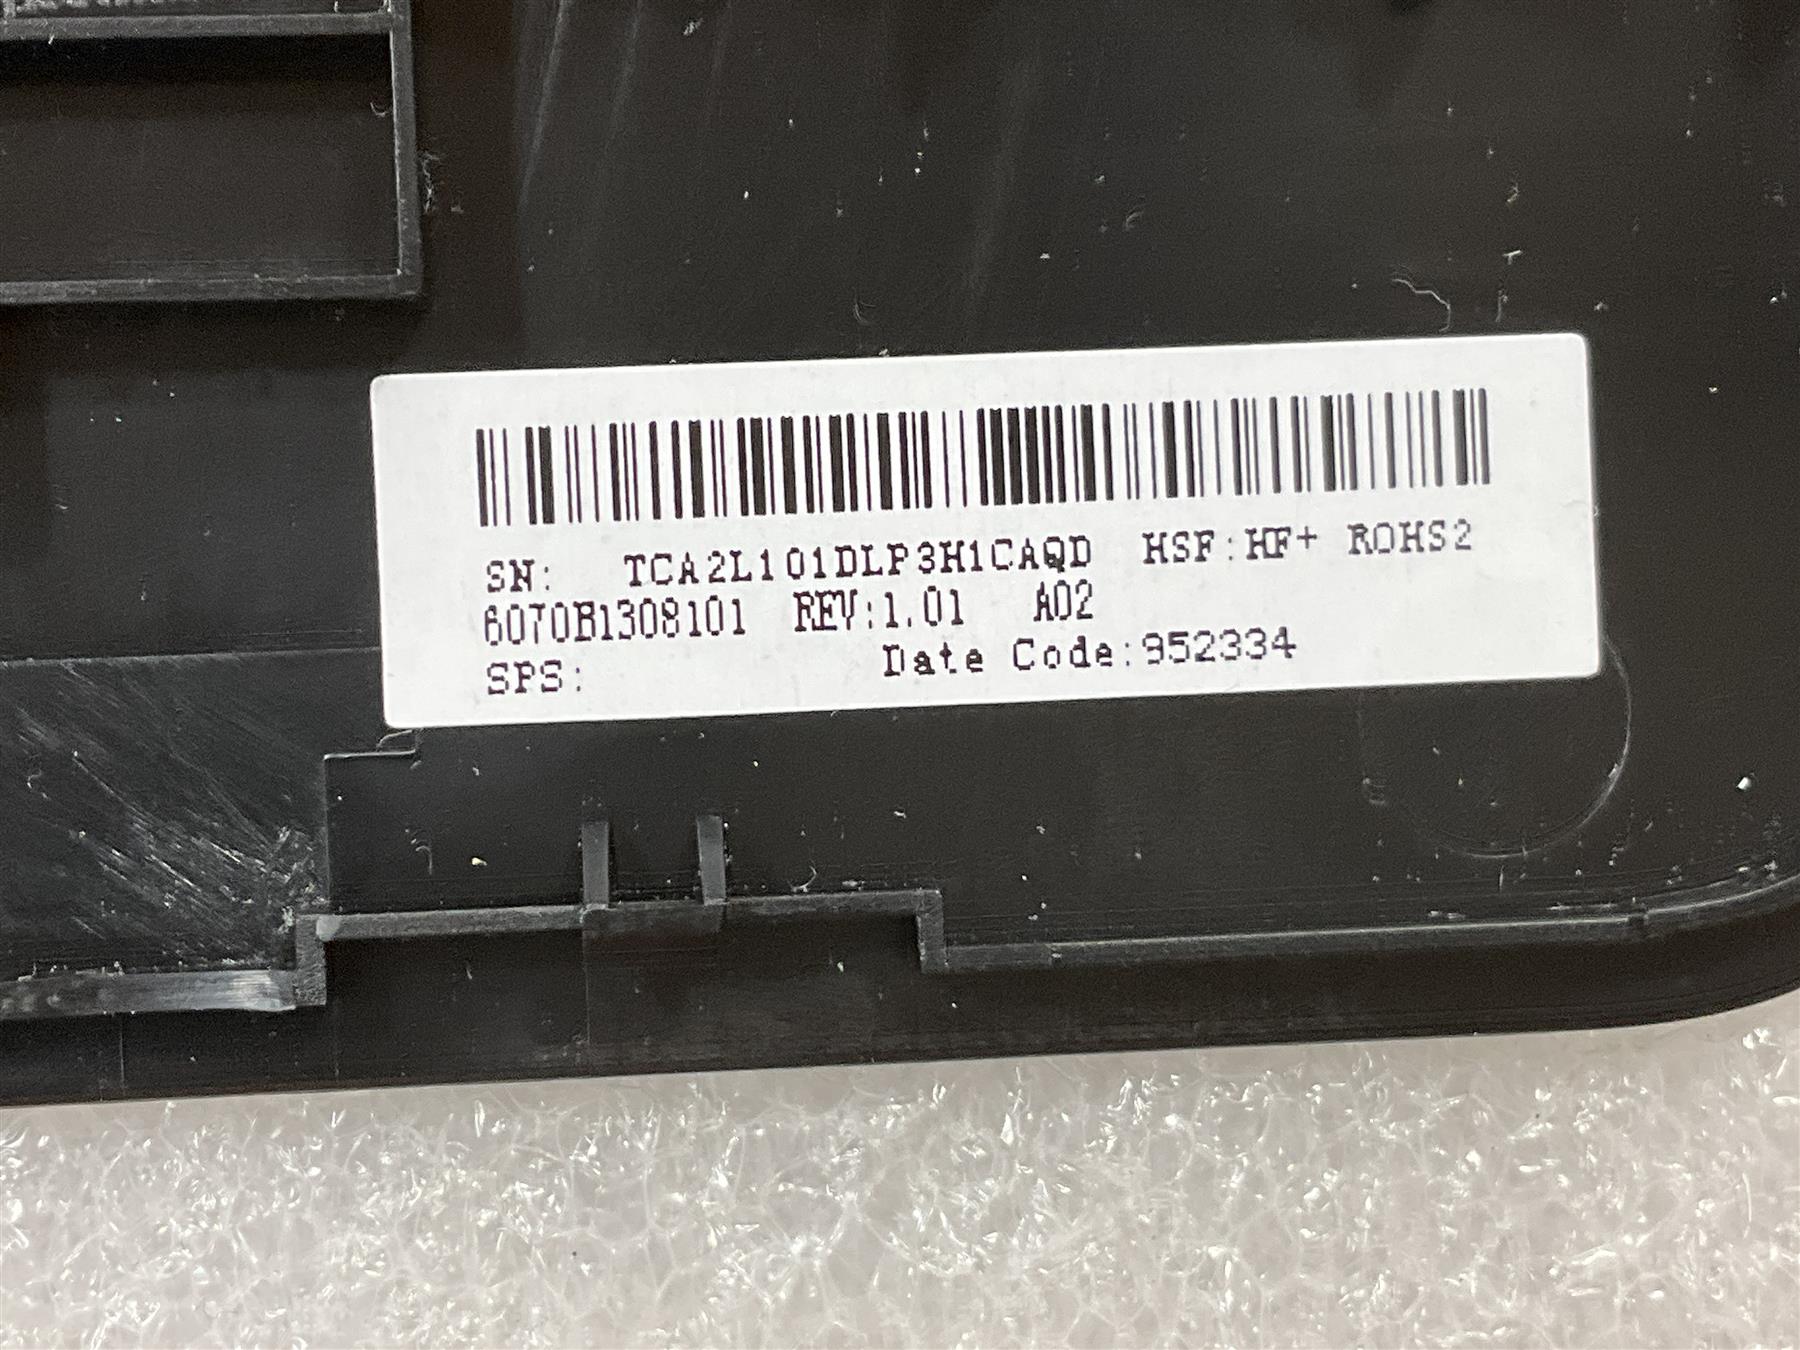 SN: TCA2L101DLP3H1CAQD HSF:HF+ ROHS2
6070B1308101 REV:1.01 A02
SPS: Date Code:952334